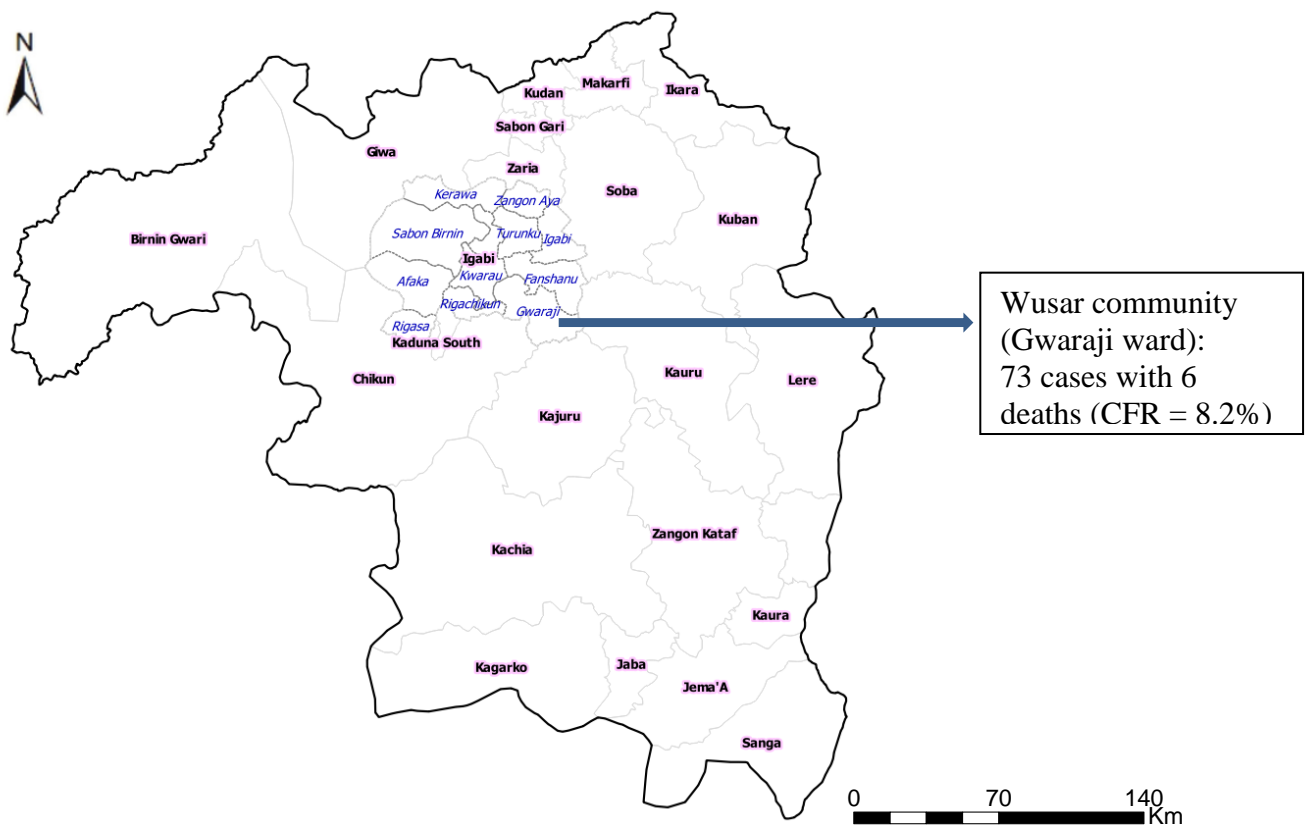 N
Makarfi
Kudan
Ikara
Sabon Gari
Giwa
Zaria
Soba
Kerawa
Zangon Aya
Kuban
Sabon Birnin
Turunku
Birnin Gwari
Igabi
Igabi
Kwarau
Afaka
Fanshanu
Rigachikun
Gwaraji
Rigasa
Kaduna South
Wusar community
(Gwaraji ward):
73 cases with 6
deaths (CFR = 8.2%)
Chikun
Kauru
Lere
Kajuru
Zangon Kataf
Kachia
Kaura
Kagarko
Jaba
Jema'A
Sanga
0 70 140
Km